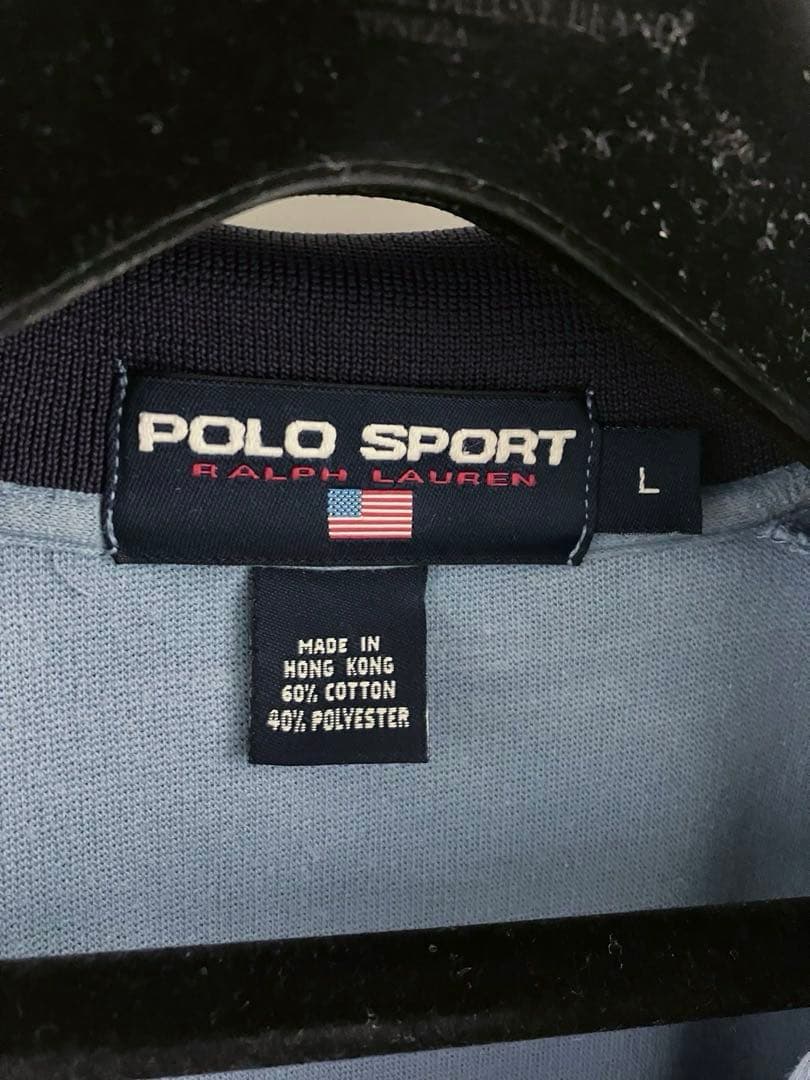 POLO SPORT
RALPH LAUREN
L
MADE IN
HONG KONG
60% COTTON
40% POLYESTER